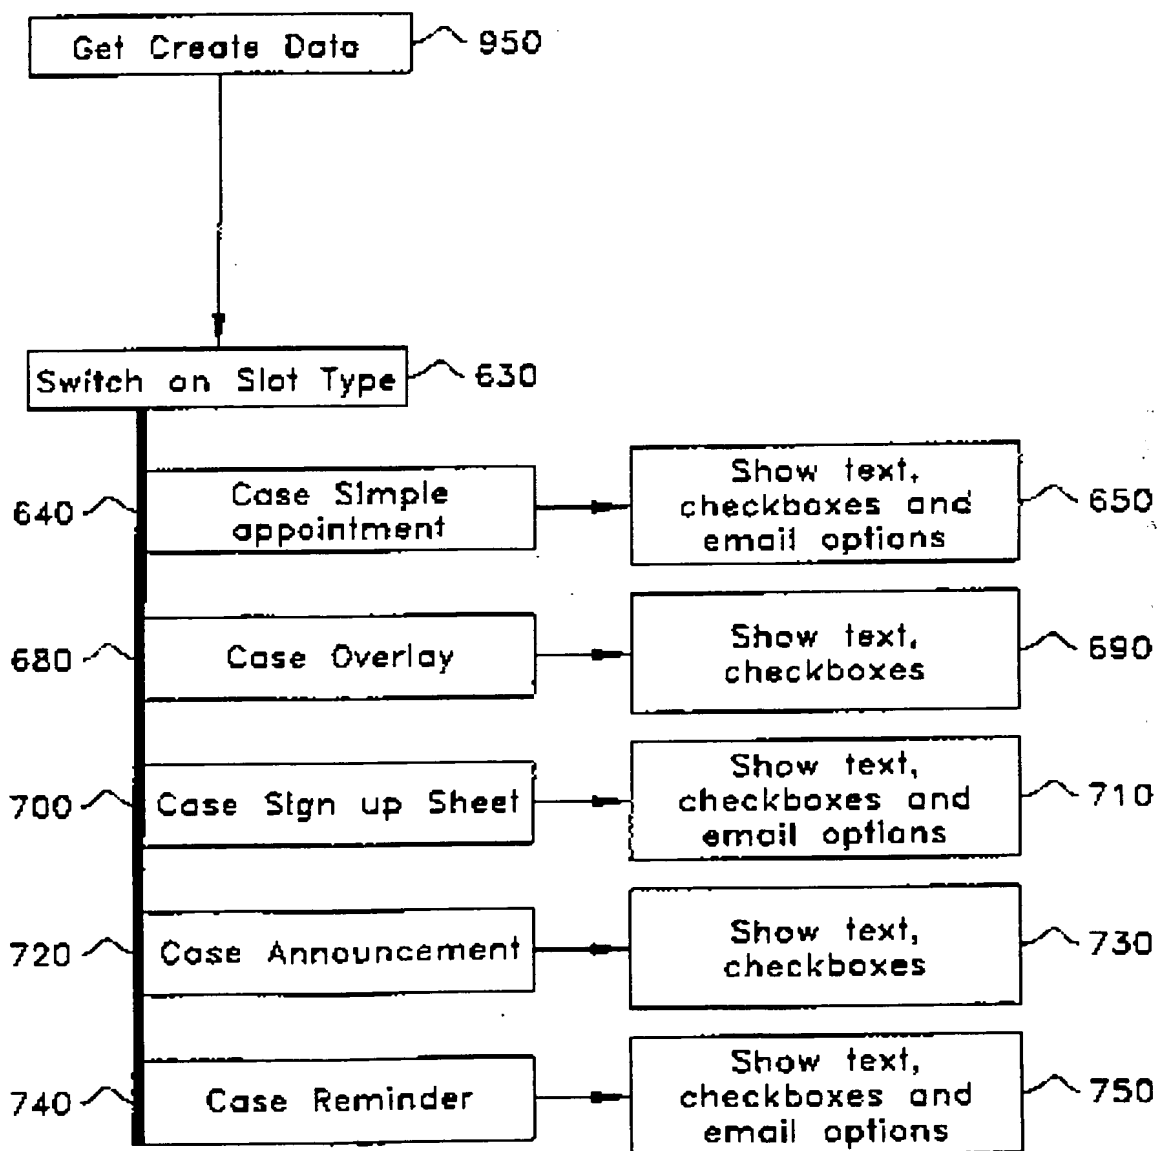 Get Create Data
950
Switch on Slot Type
630
640
Case Simple
appointment
Show text,
checkboxes and
email options
650
680
Case Overlay
Show text,
checkboxes
690
700
Case Sign up Sheet
Show text,
checkboxes and
email options
710
720
Case Announcement
Show text,
checkboxes
730
740
Case Reminder
Show text,
checkboxes and
email options
750